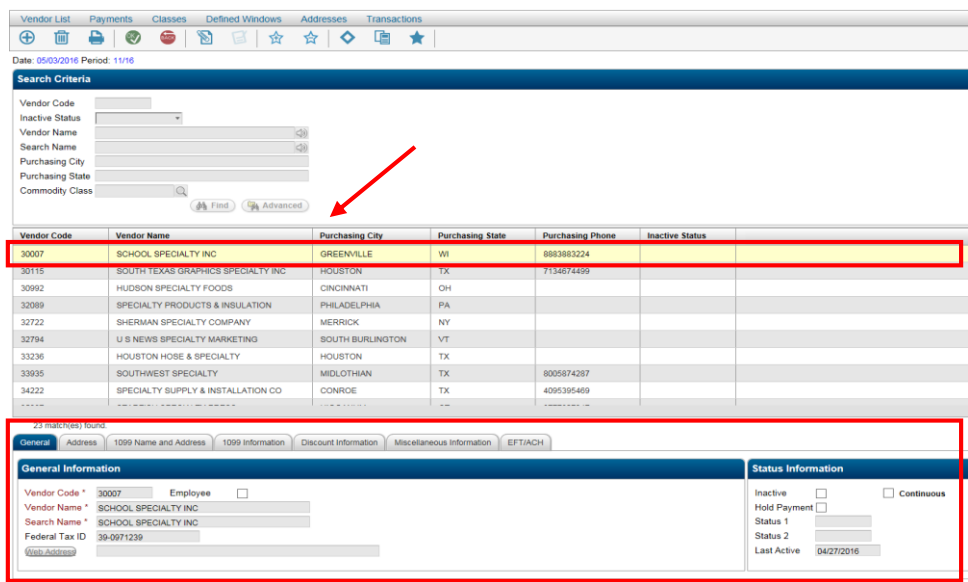 Vendor List Payments Classes Defined Windows Addresses Transactions
OK BACK
Date: 05/03/2016 Period: 11/16
Search Criteria
Vendor Code
Inactive Status
Vendor Name
Search Name
Purchasing City
Purchasing State
Commodity Class
Find Advanced
Vendor Code Vendor Name Purchasing City Purchasing State Purchasing Phone Inactive Status
30007 SCHOOL SPECIALTY INC GREENVILLE WI 8883883224
30115 SOUTH TEXAS GRAPHICS SPECIALTY INC HOUSTON TX 7134674499
30992 HUDSON SPECIALTY FOODS CINCINNATI OH
32089 SPECIALTY PRODUCTS & INSULATION PHILADELPHIA PA
32722 SHERMAN SPECIALTY COMPANY MERRICK NY
32794 U S NEWS SPECIALTY MARKETING SOUTH BURLINGTON VT
33236 HOUSTON HOSE & SPECIALTY HOUSTON TX
33935 SOUTHWEST SPECIALTY MIDLOTHIAN TX 8005874287
34222 SPECIALTY SUPPLY & INSTALLATION CO CONROE TX 4095395469
23 match(es) found.
General Address 1099 Name and Address 1099 Information Discount Information Miscellaneous Information EFT/ACH
General Information Status Information
Vendor Code * 30007 Employee Inactive Continuous
Vendor Name * SCHOOL SPECIALTY INC Hold Payment
Search Name * SCHOOL SPECIALTY INC Status 1
Federal Tax ID 39-0971239 Status 2
Web Address Last Active 04/27/2016